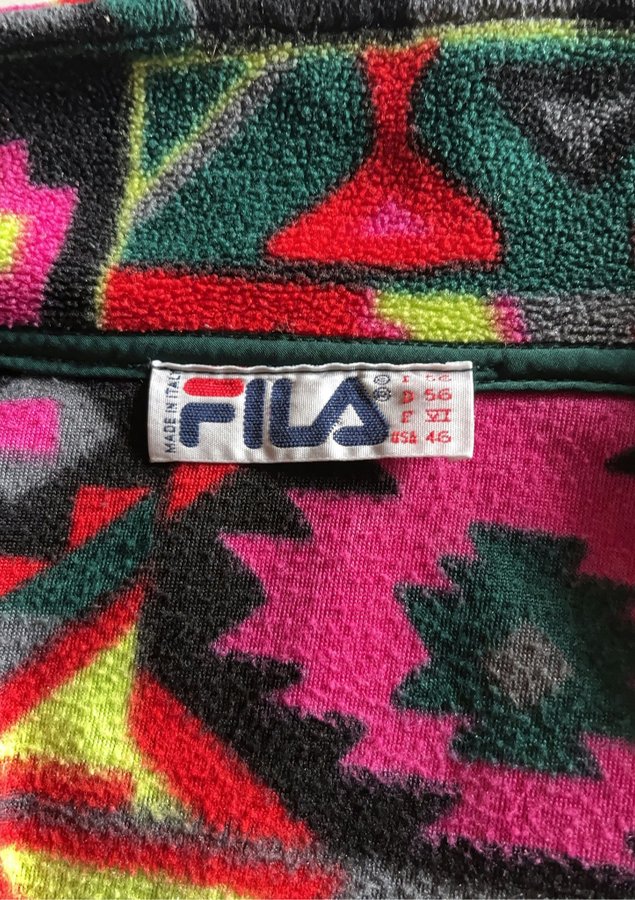 MADE IN ITALY
FILA
®®
D 56
F VI
USA 46